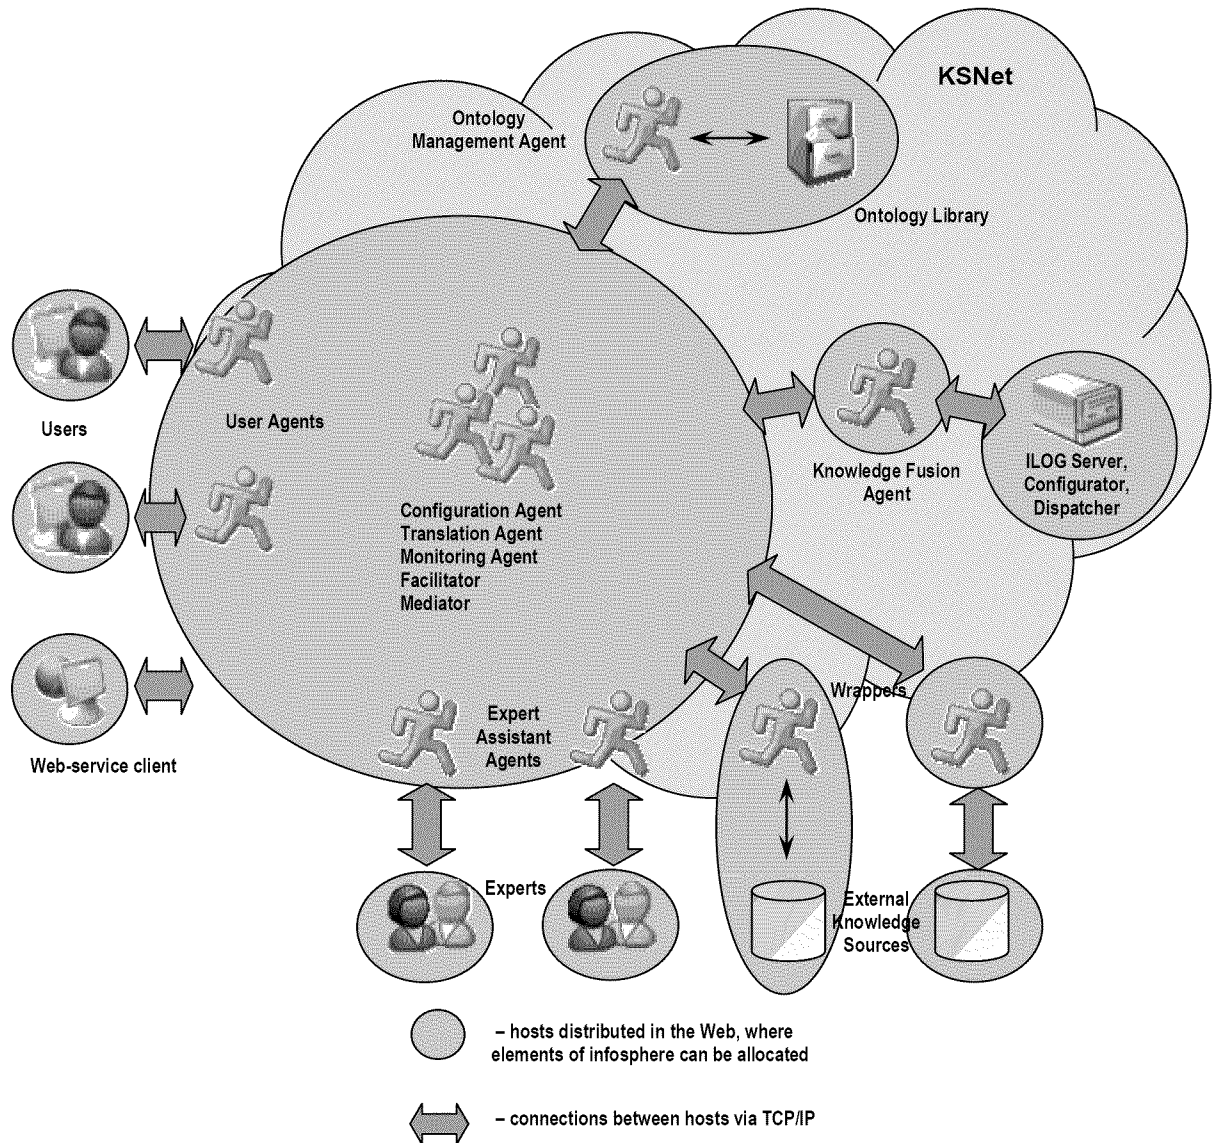 KSNet
Ontology
Management Agent
Ontology Library
Users
User Agents
Knowledge Fusion
Agent
ILOG Server,
Configurator,
Dispatcher
Configuration Agent
Translation Agent
Monitoring Agent
Facilitator
Mediator
Web-service client
Expert
Assistant
Agents
Wrappers
Experts
External
Knowledge
Sources
– hosts distributed in the Web, where
elements of infosphere can be allocated
– connections between hosts via TCP/IP